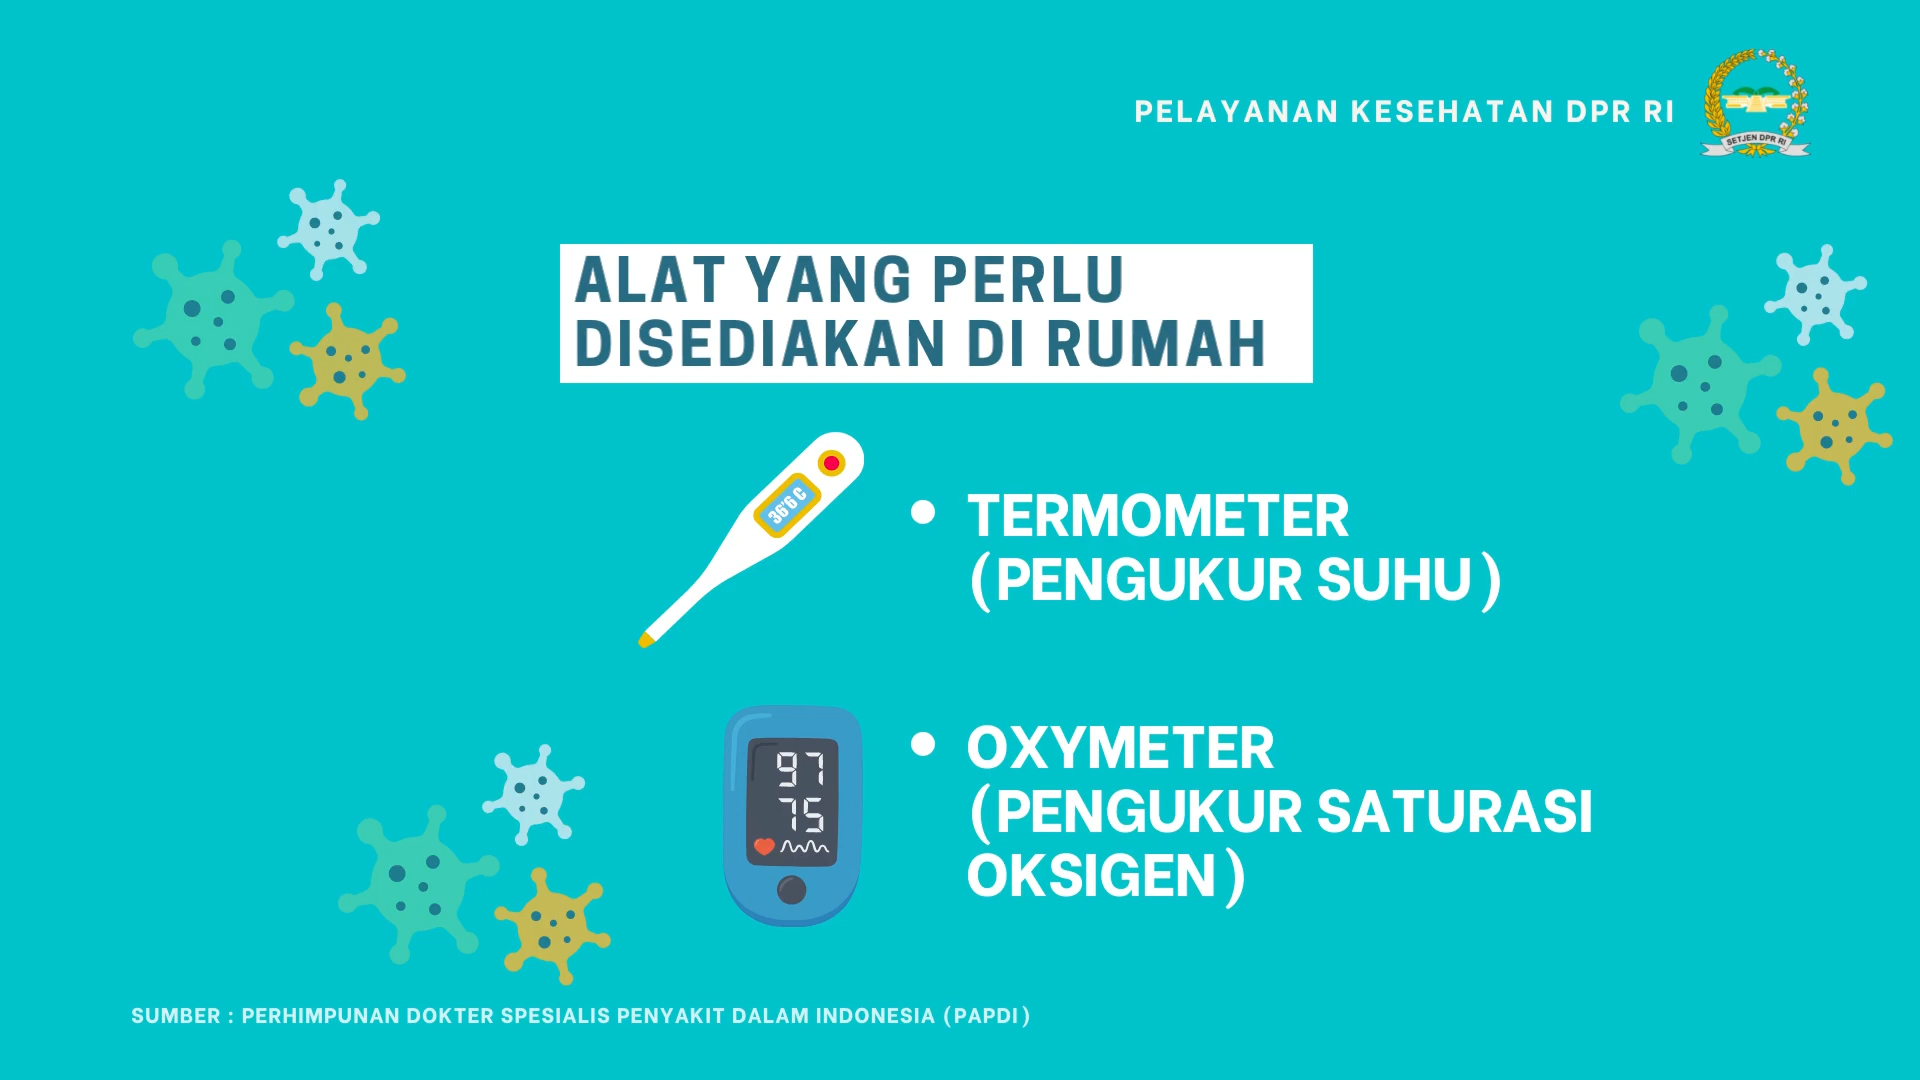 PELAYANAN KESEHATAN DPR RI
SETJEN DPR RI
ALAT YANG PERLU
DISEDIAKAN DI RUMAH
36'6 C
• TERMOMETER
(PENGUKUR SUHU)
97
75
• OXYMETER
(PENGUKUR SATURASI
OKSIGEN)
SUMBER : PERHIMPUNAN DOKTER SPESIALIS PENYAKIT DALAM INDONESIA (PAPDI)